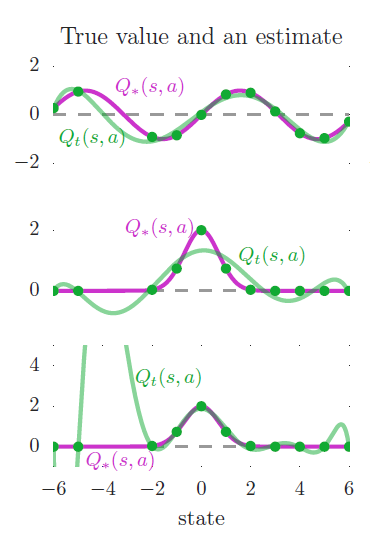 True value and an estimate
2
Q*(s, a)
0
Qt(s, a)
−2
2
Q*(s, a)
Qt(s, a)
0
4
Qt(s, a)
2
0
Q*(s, a)
−6 −4 −2 0 2 4 6
state